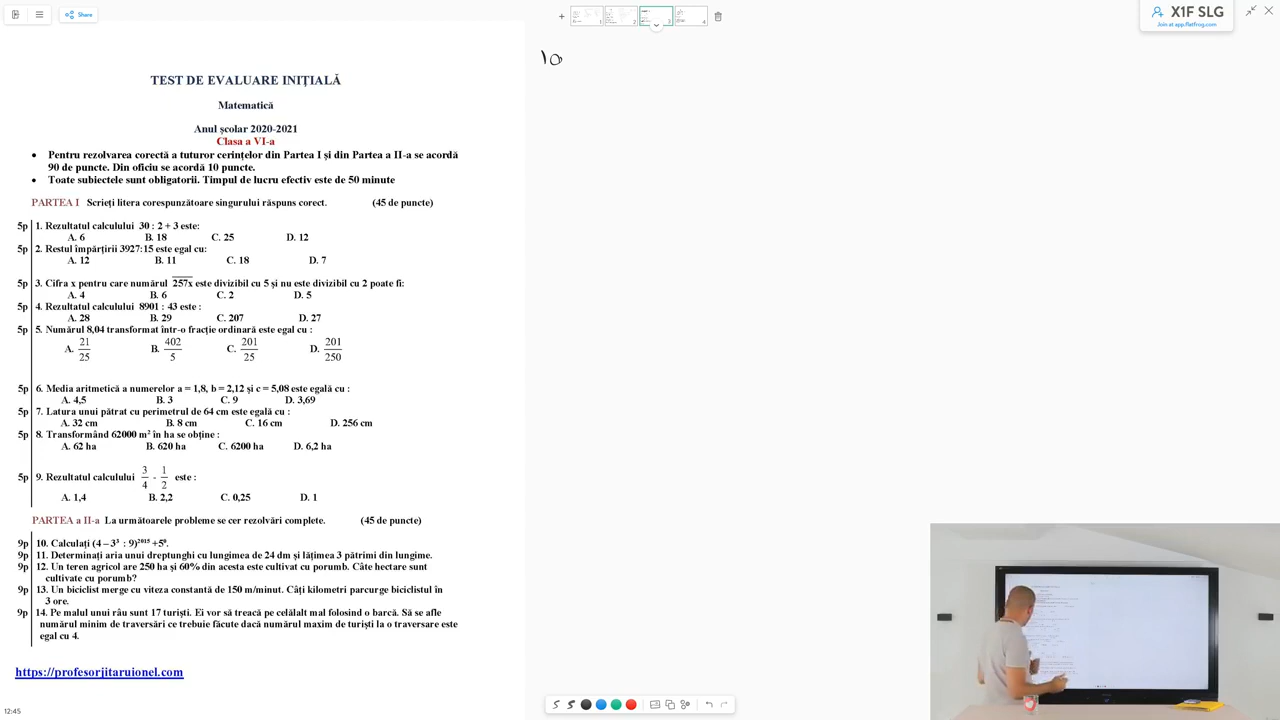 Share
+ 1 2 3 4
X1F SLG
Join at app.flatfrog.com
10
TEST DE EVALUARE INIȚIALĂ
Matematică
Anul școlar 2020-2021
Clasa a VI-a
• Pentru rezolvarea corectă a tuturor cerințelor din Partea I și din Partea a II-a se acordă
90 de puncte. Din oficiu se acordă 10 puncte.
• Toate subiectele sunt obligatorii. Timpul de lucru efectiv este de 50 minute
PARTEA I Scrieți litera corespunzătoare singurului răspuns corect. (45 de puncte)
5p 1. Rezultatul calculului 30 : 2 + 3 este:
A. 6 B. 18 C. 25 D. 12
5p 2. Restul împărțirii 3927:15 este egal cu:
A. 12 B. 11 C. 18 D. 7
5p 3. Cifra x pentru care numărul 257x este divizibil cu 5 și nu este divizibil cu 2 poate fi:
A. 4 B. 6 C. 2 D. 5
5p 4. Rezultatul calculului 8901 : 43 este :
A. 28 B. 29 C. 207 D. 27
5p 5. Numărul 8,04 transformat într-o fracție ordinară este egal cu :
A. 21/25 B. 402/5 C. 201/25 D. 201/250
5p 6. Media aritmetică a numerelor a = 1,8, b = 2,12 și c = 5,08 este egală cu :
A. 4,5 B. 3 C. 9 D. 3,69
5p 7. Latura unui pătrat cu perimetrul de 64 cm este egală cu :
A. 32 cm B. 8 cm C. 16 cm D. 256 cm
5p 8. Transformând 62000 m² în ha se obține :
A. 62 ha B. 620 ha C. 6200 ha D. 6,2 ha
5p 9. Rezultatul calculului 3/4 - 1/2 este :
A. 1,4 B. 2,2 C. 0,25 D. 1
PARTEA a II-a La următoarele probleme se cer rezolvări complete. (45 de puncte)
9p 10. Calculați (4 – 3³ : 9)²⁰¹⁵ +5⁰.
9p 11. Determinați aria unui dreptunghi cu lungimea de 24 dm și lățimea 3 pătrimi din lungime.
9p 12. Un teren agricol are 250 ha și 60% din acesta este cultivat cu porumb. Câte hectare sunt
cultivate cu porumb?
9p 13. Un biciclist merge cu viteza constantă de 150 m/minut. Câți kilometri parcurge biciclistul în
3 ore.
9p 14. Pe malul unui râu sunt 17 turiști. Ei vor să treacă pe celălalt mal folosind o barcă. Să se afle
numărul minim de traversări ce trebuie făcute dacă numărul maxim de turiști la o traversare este
egal cu 4.
https://profesorjitaruionel.com
12:45